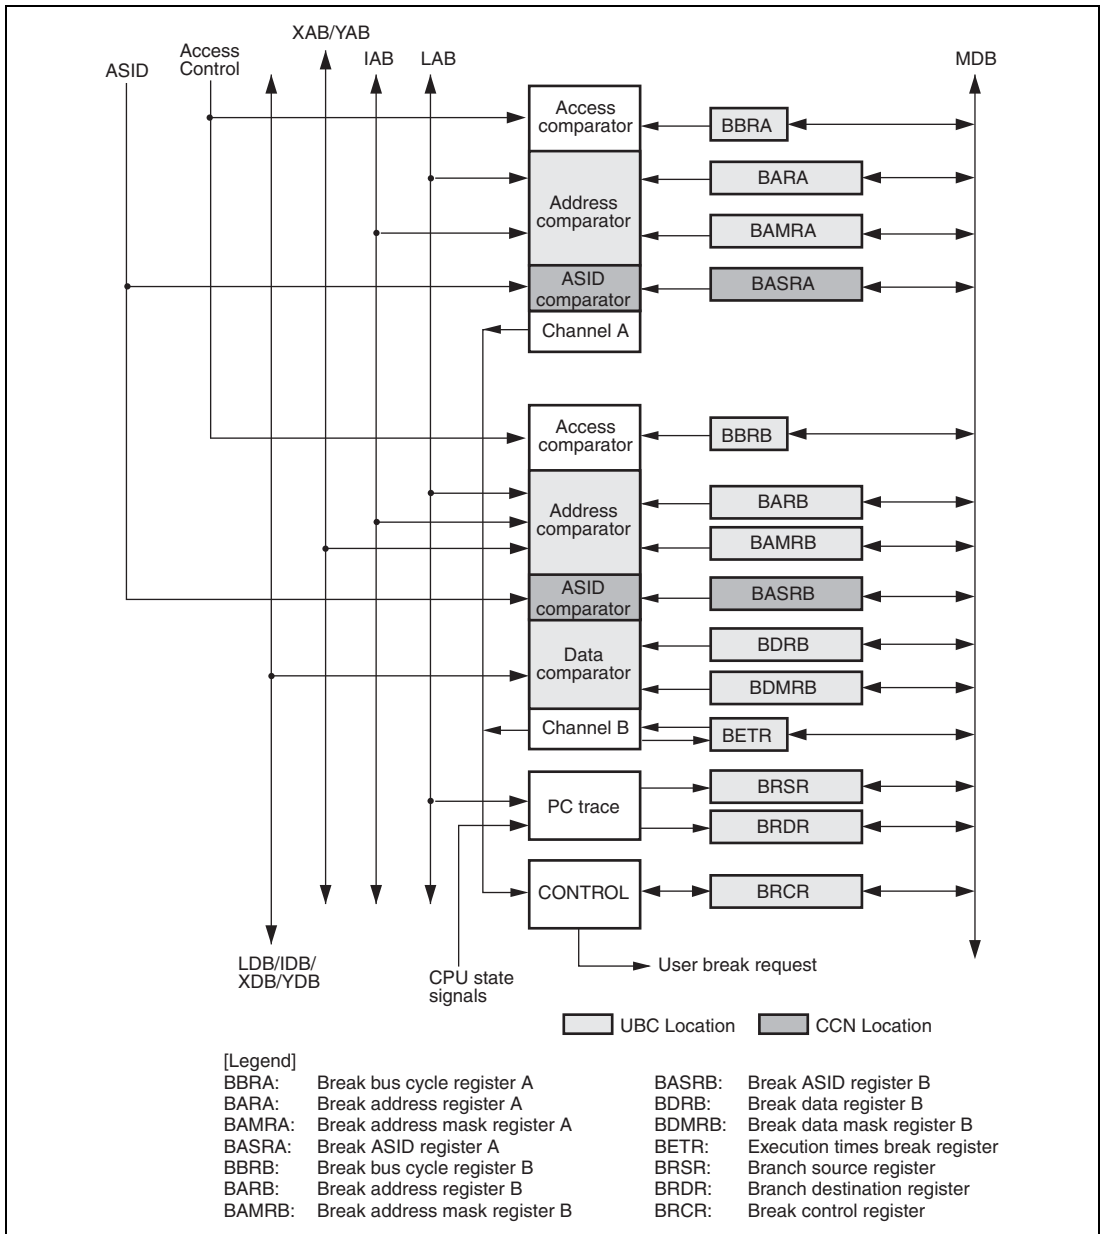 XAB/YAB
Access
Control
ASID
IAB
LAB
MDB
Access
comparator
BBRA
Address
comparator
BARA
BAMRA
ASID
comparator
BASRA
Channel A
Access
comparator
BBRB
Address
comparator
BARB
BAMRB
ASID
comparator
BASRB
Data
comparator
BDRB
BDMRB
Channel B
BETR
PC trace
BRSR
BRDR
CONTROL
BRCR
LDB/IDB/
XDB/YDB
CPU state
signals
User break request
UBC Location
CCN Location
[Legend]
BBRA: Break bus cycle register A
BARA: Break address register A
BAMRA: Break address mask register A
BASRA: Break ASID register A
BBRB: Break bus cycle register B
BARB: Break address register B
BAMRB: Break address mask register B
BASRB: Break ASID register B
BDRB: Break data register B
BDMRB: Break data mask register B
BETR: Execution times break register
BRSR: Branch source register
BRDR: Branch destination register
BRCR: Break control register